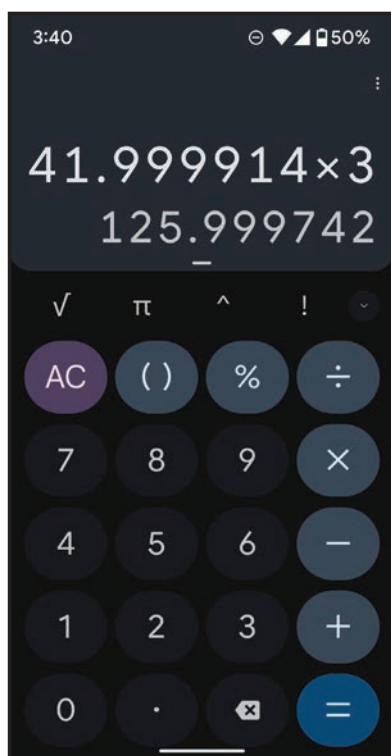 3:40 50%
41.999914×3
125.999742
√ π ^ !
AC ( ) % ÷
7 8 9 ×
4 5 6 −
1 2 3 +
0 . =